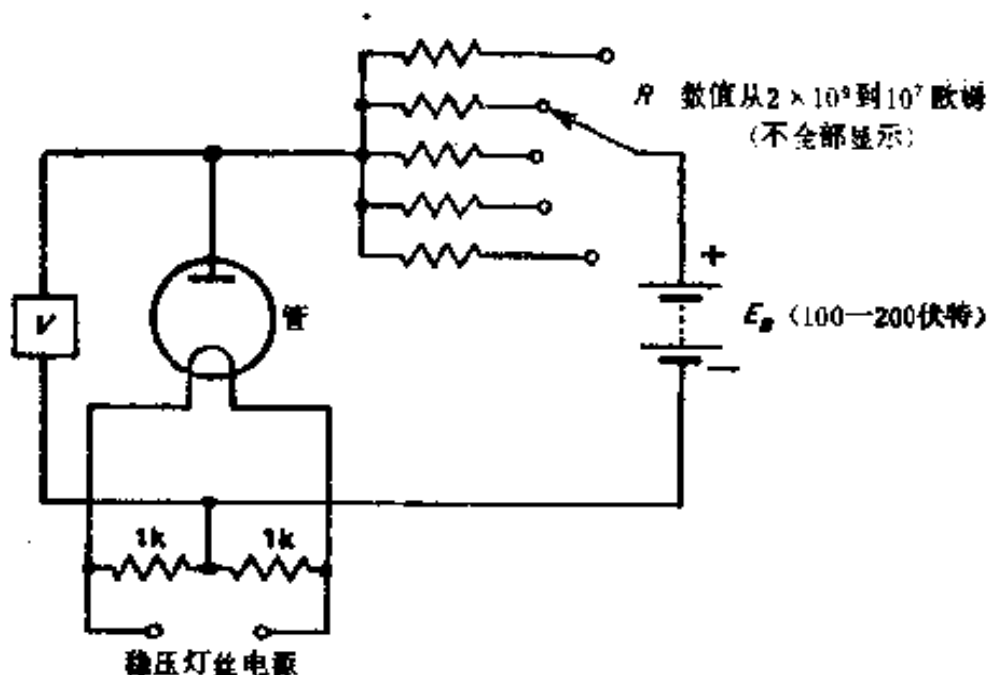 R 数值从2×10⁹到10⁷欧姆
(不全部显示)
+
V
管
E_B (100—200伏特)
—
1k 1k
稳压灯丝电源